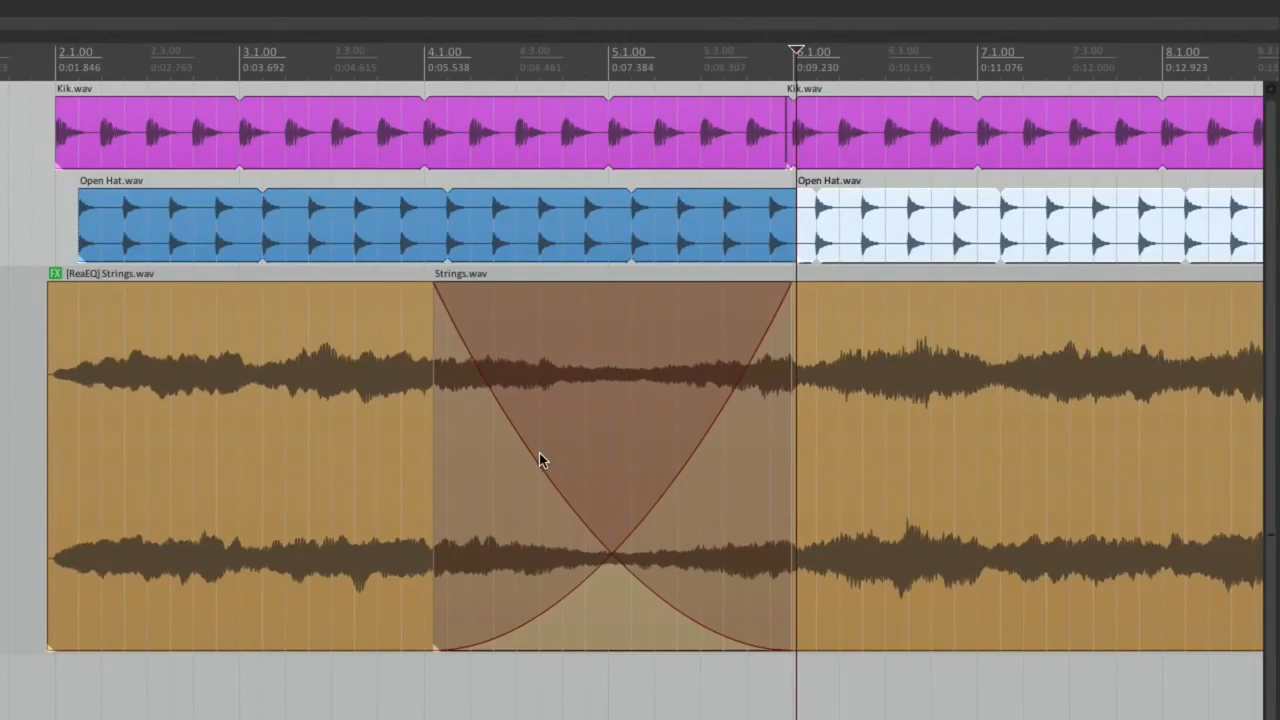 2.1.00 2.3.00 3.1.00 3.3.00 4.1.00 4.3.00 5.1.00 5.3.00 6.1.00 6.3.00 7.1.00 7.3.00 8.1.00
0:01.846 0:02.769 0:03.692 0:04.615 0:05.538 0:06.461 0:07.384 0:08.307 0:09.230 0:10.153 0:11.076 0:12.000 0:12.923
Kik.wav Kik.wav
Open Hat.wav Open Hat.wav
FX [ReaEQ] Strings.wav Strings.wav